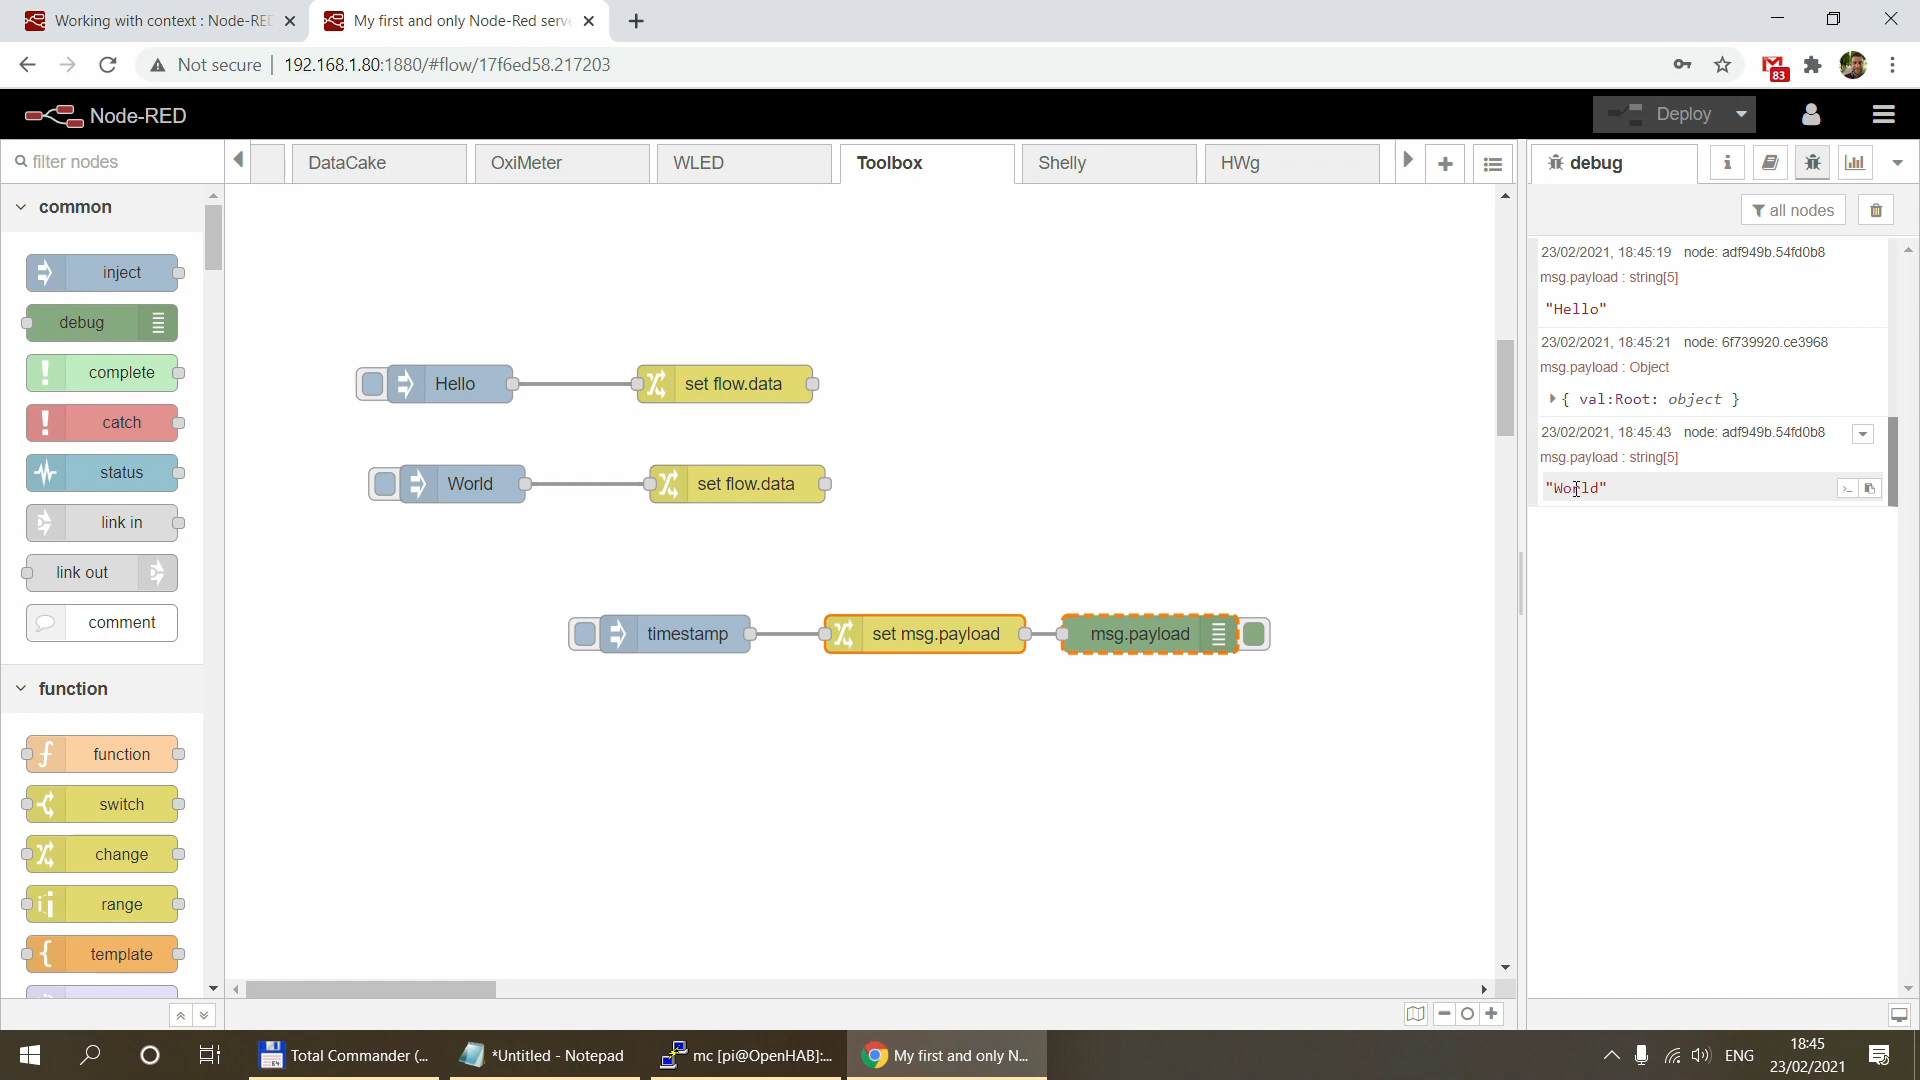 Working with context : Node-RE
My first and only Node-Red serv
Not secure
192.168.1.80:1880/#flow/17f6ed58.217203
83
Node-RED
Deploy
filter nodes
DataCake
OxiMeter
WLED
Toolbox
Shelly
HWg
debug
common
all nodes
inject
debug
complete
catch
status
link in
link out
comment
function
function
switch
change
range
template
Hello
set flow.data
World
set flow.data
timestamp
set msg.payload
msg.payload
23/02/2021, 18:45:19 node: adf949b.54fd0b8
msg.payload : string[5]
"Hello"
23/02/2021, 18:45:21 node: 6f739920.ce3968
msg.payload : Object
{ val:Root: object }
23/02/2021, 18:45:43 node: adf949b.54fd0b8
msg.payload : string[5]
"World"
Total Commander (...
*Untitled - Notepad
mc [pi@OpenHAB]:...
My first and only N...
ENG
18:45
23/02/2021